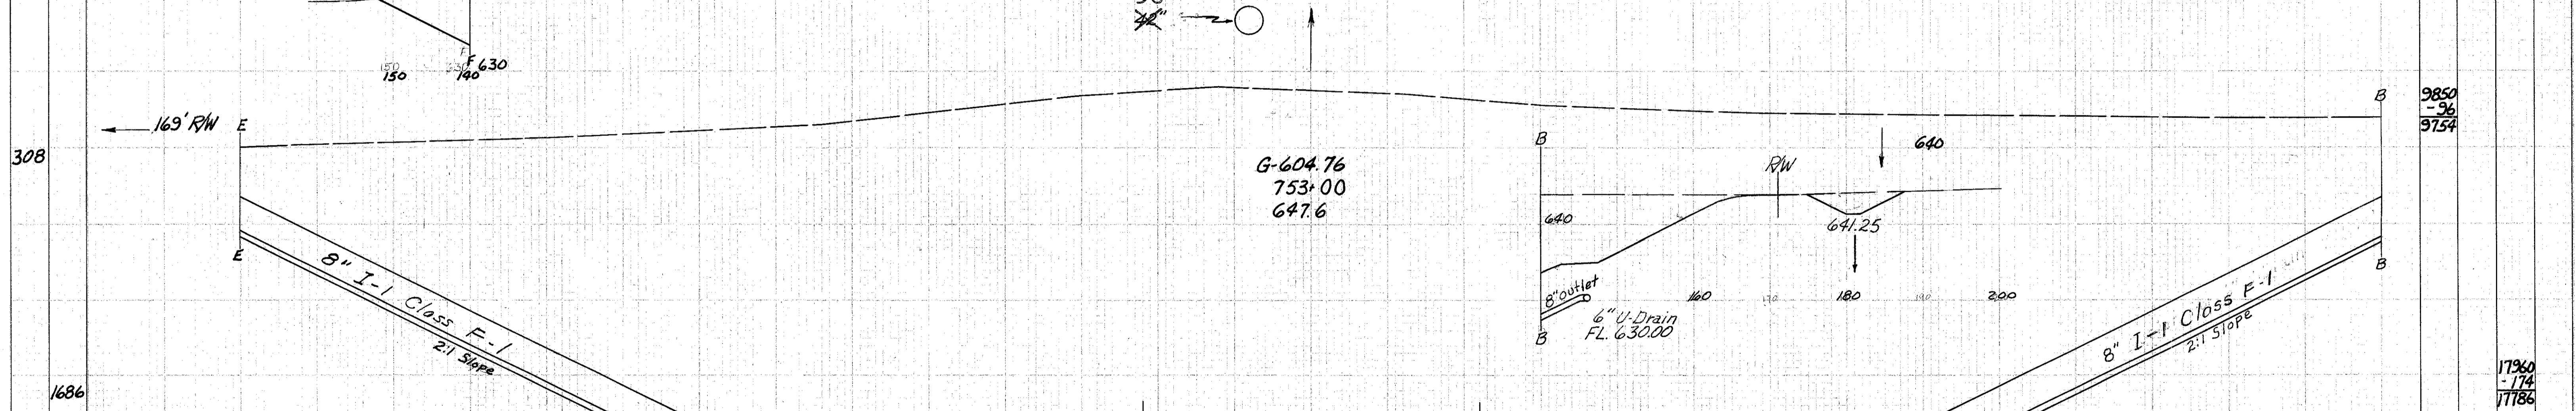 42"
F
F 630
150
150
140
169' R/W
E
E
308
1686
8" I-1 Class F-1
2:1 Slope
G-604.76
753+00
647.6
B
B
640
R/W
640
641.25
8" outlet
6" U-Drain
FL. 630.00
160
170
180
190
200
B
B
8" I-1 Class F-1
2:1 Slope
9850
-96
9754
17960
-174
17786